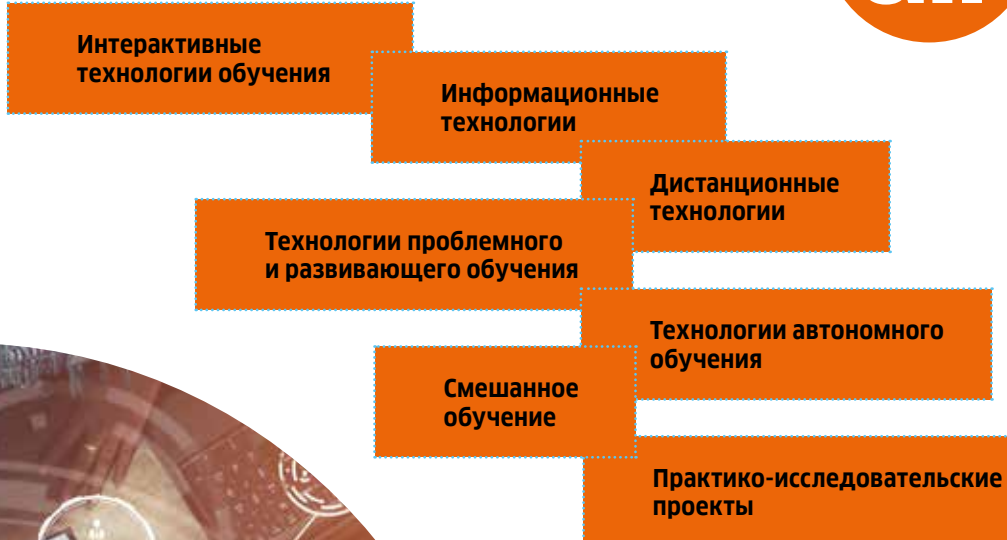 Интерактивные
технологии обучения
Информационные
технологии
Дистанционные
технологии
Технологии проблемного
и развивающего обучения
Технологии автономного
обучения
Смешанное
обучение
Практико-исследовательские
проекты